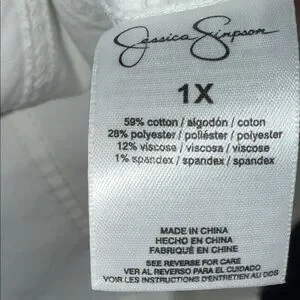 Jessica Simpson
1X
59% cotton / algodón / coton
28% polyester / poliéster / polyester
12% viscose / viscosa / viscose
1% spandex / spandex / spandex
MADE IN CHINA
HECHO EN CHINA
FABRIQUÉ EN CHINE
SEE REVERSE FOR CARE
VER AL REVERSO PARA EL CUIDADO
VOIR LES INSTRUCTIONS D'ENTRETIEN AU DOS